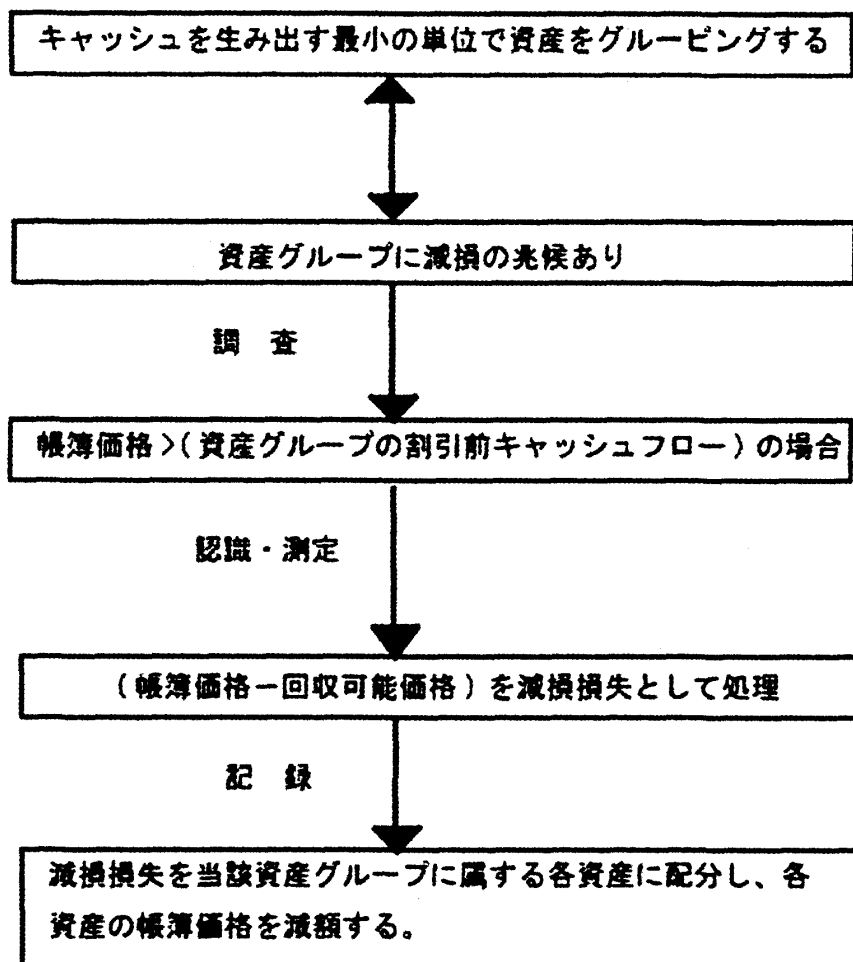 キャッシュを生み出す最小の単位で資産をグルーピングする
資産グループに減損の兆候あり
調 査
帳簿価格>(資産グループの割引前キャッシュフロー)の場合
認識・測定
(帳簿価格-回収可能価格)を減損損失として処理
記 録
減損損失を当該資産グループに属する各資産に配分し、各
資産の帳簿価格を減額する。